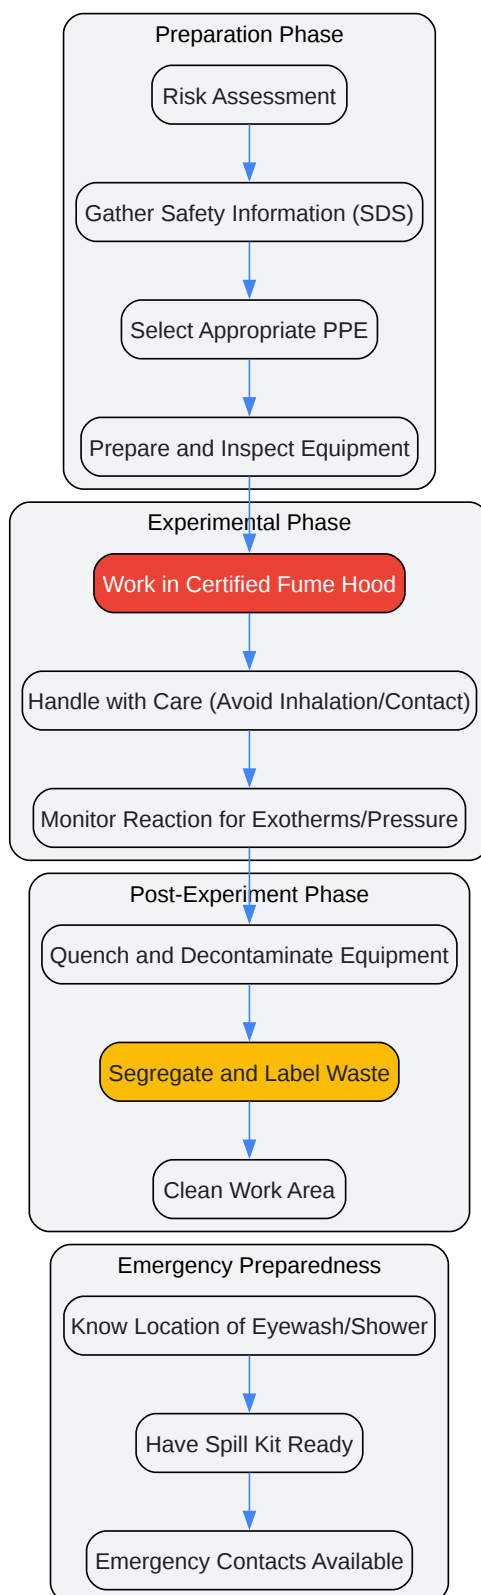 Preparation Phase
Risk Assessment
Gather Safety Information (SDS)
Select Appropriate PPE
Prepare and Inspect Equipment
Experimental Phase
Work in Certified Fume Hood
Handle with Care (Avoid Inhalation/Contact)
Monitor Reaction for Exotherms/Pressure
Post-Experiment Phase
Quench and Decontaminate Equipment
Segregate and Label Waste
Clean Work Area
Emergency Preparedness
Know Location of Eyewash/Shower
Have Spill Kit Ready
Emergency Contacts Available